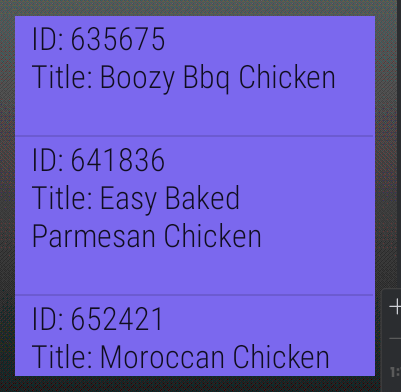 ID: 635675
Title: Boozy Bbq Chicken
ID: 641836
Title: Easy Baked
Parmesan Chicken
ID: 652421
Title: Moroccan Chicken